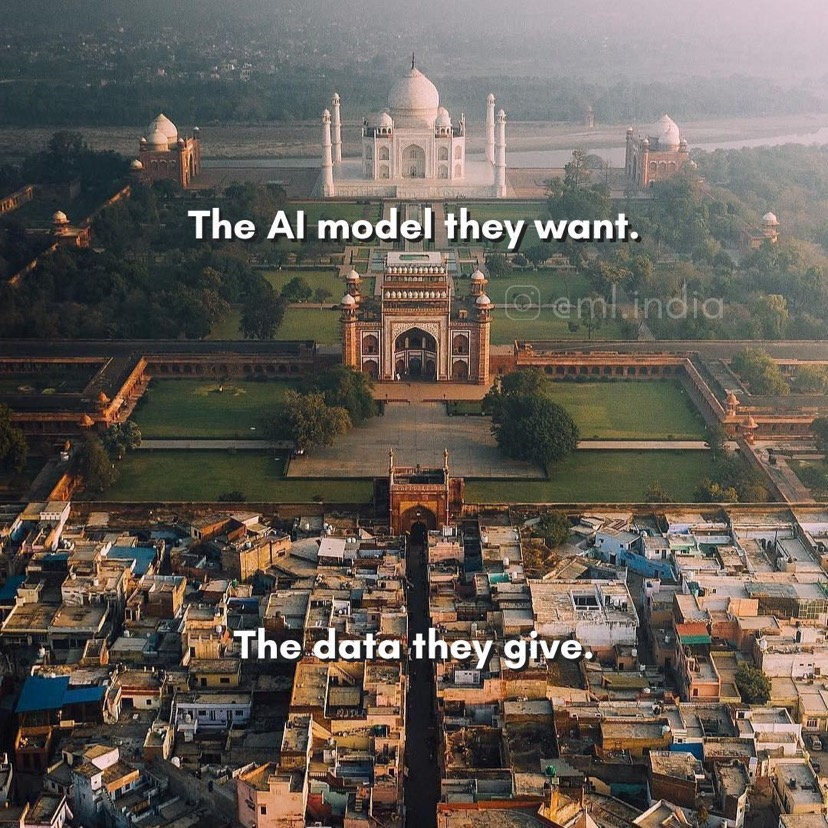 The AI model they want.
@ml.india
The data they give.